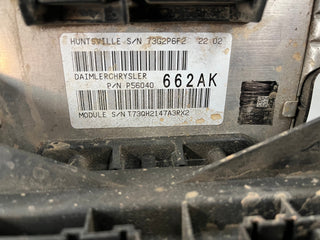 HUNTSVILLE S/N T3G2P6F2 22 02
DAIMLERCHRYSLER
P/N P56040 662AK
MODULE S/N T73QH2147A3RX2